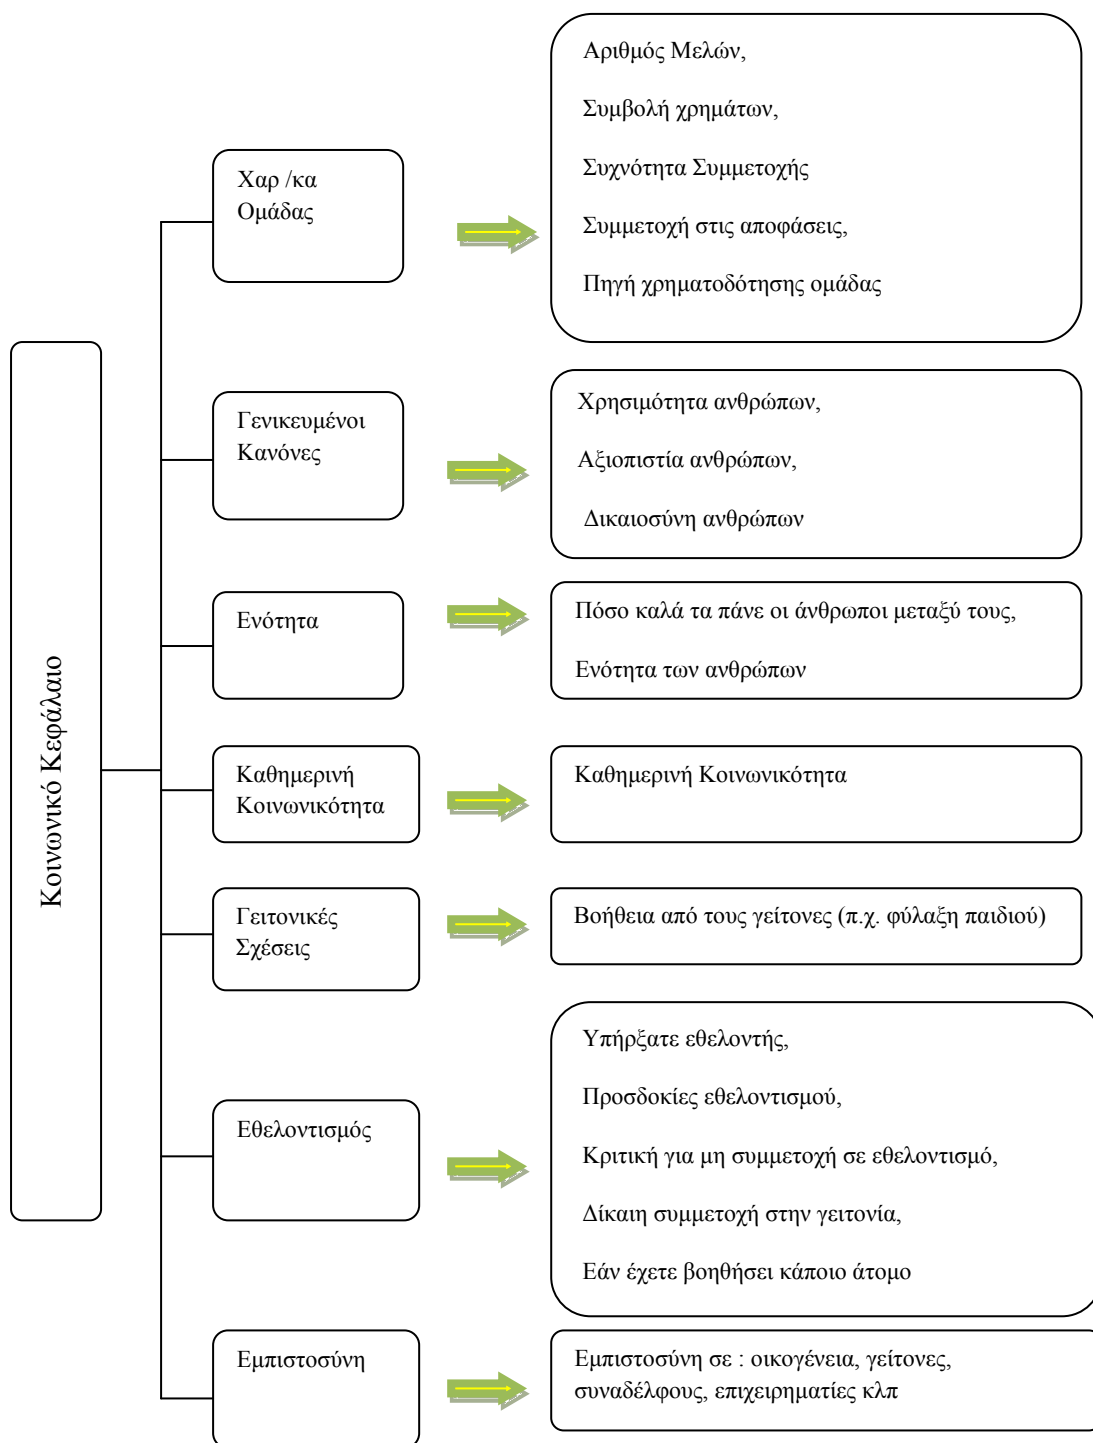 Κοινωνικό Κεφάλαιο
Χαρ /κα
Ομάδας
Αριθμός Μελών,
Συμβολή χρημάτων,
Συχνότητα Συμμετοχής
Συμμετοχή στις αποφάσεις,
Πηγή χρηματοδότησης ομάδας
Γενικευμένοι
Κανόνες
Χρησιμότητα ανθρώπων,
Αξιοπιστία ανθρώπων,
Δικαιοσύνη ανθρώπων
Ενότητα
Πόσο καλά τα πάνε οι άνθρωποι μεταξύ τους,
Ενότητα των ανθρώπων
Καθημερινή
Κοινωνικότητα
Καθημερινή Κοινωνικότητα
Γειτονικές
Σχέσεις
Βοήθεια από τους γείτονες (π.χ. φύλαξη παιδιού)
Εθελοντισμός
Υπήρξατε εθελοντής,
Προσδοκίες εθελοντισμού,
Κριτική για μη συμμετοχή σε εθελοντισμό,
Δίκαιη συμμετοχή στην γειτονία,
Εάν έχετε βοηθήσει κάποιο άτομο
Εμπιστοσύνη
Εμπιστοσύνη σε : οικογένεια, γείτονες,
συναδέλφους, επιχειρηματίες κλπ